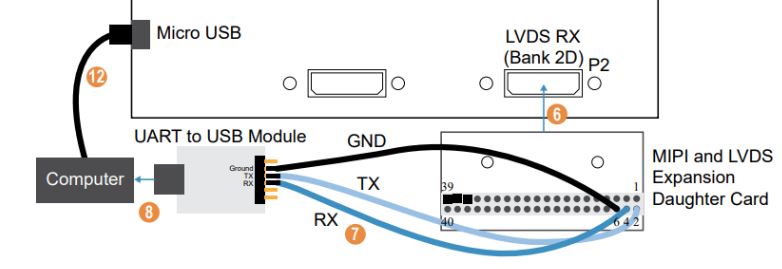 Micro USB
LVDS RX
(Bank 2D)
P2
12
6
UART to USB Module
GND
Ground
TX
RX
TX
RX
7
Computer
8
39
1
40
6 4 2
MIPI and LVDS
Expansion
Daughter Card